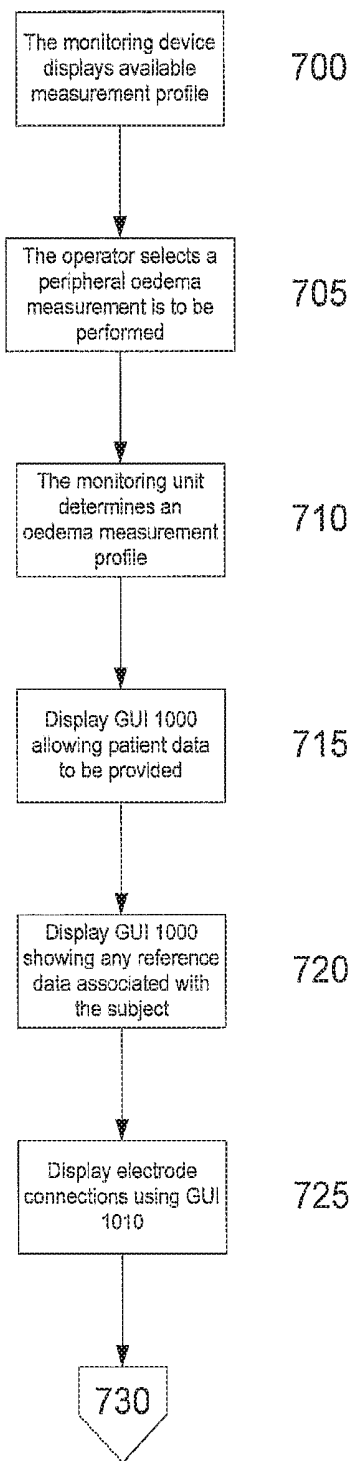 The monitoring device
displays available
measurement profile
700
The operator selects a
peripheral oedema
measurement is to be
performed
705
The monitoring unit
determines an
oedema measurement
profile
710
Display GUI 1000
allowing patient data
to be provided
715
Display GUI 1000
showing any reference
data associated with
the subject
720
Display electrode
connections using GUI
1010
725
730